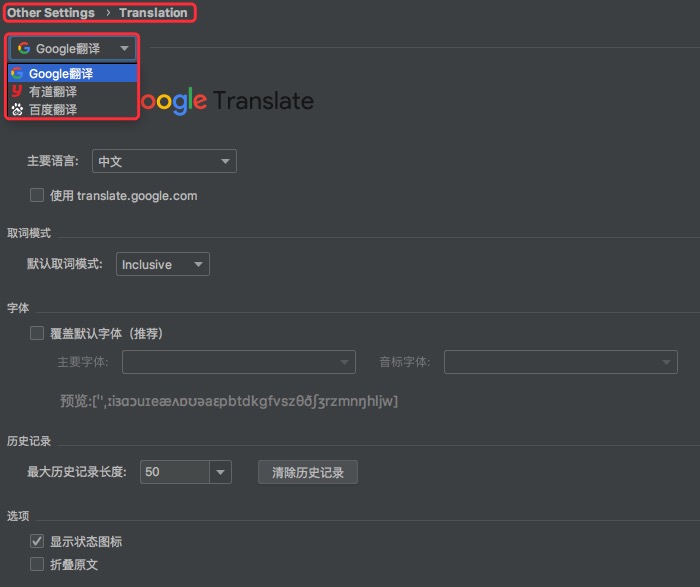 Other Settings › Translation
Google翻译
Google翻译
有道翻译
百度翻译
oogle Translate
主要语言: 中文
使用 translate.google.com
取词模式
默认取词模式: Inclusive
字体
覆盖默认字体（推荐）
主要字体: 音标字体:
预览:['ˈˌːiɜɑɔuɪeæʌɒʊəaɛpbtdkgfvszθðʃʒrzmnŋhljw]
历史记录
最大历史记录长度: 50 清除历史记录
选项
显示状态图标
折叠原文